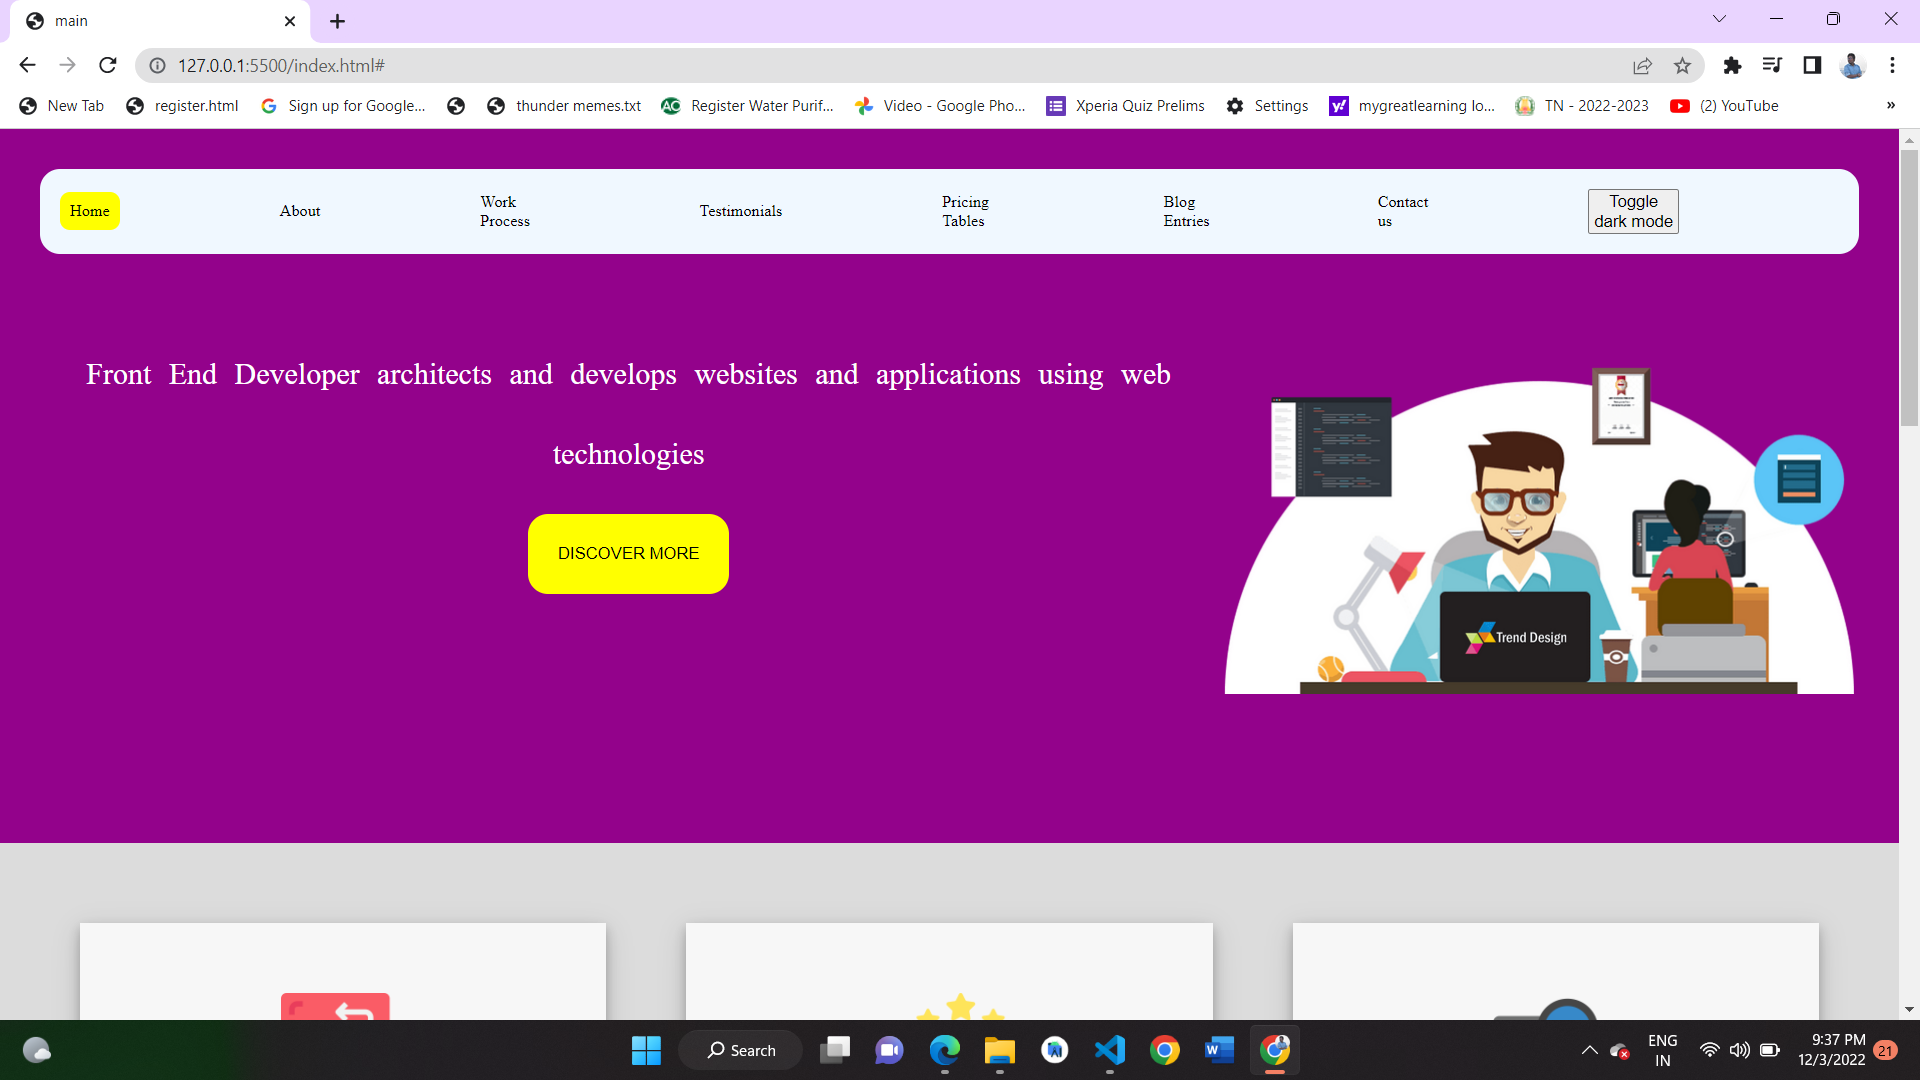 main
127.0.0.1:5500/index.html#
New Tab
register.html
Sign up for Google...
thunder memes.txt
Register Water Purif...
Video - Google Pho...
Xperia Quiz Prelims
Settings
mygreatlearning lo...
TN - 2022-2023
(2) YouTube
»
Home
About
Work
Process
Testimonials
Pricing
Tables
Blog
Entries
Contact
us
Toggle
dark mode
Front End Developer architects and develops websites and applications using web
technologies
DISCOVER MORE
Trend Design
Search
ENG
IN
9:37 PM
12/3/2022
21